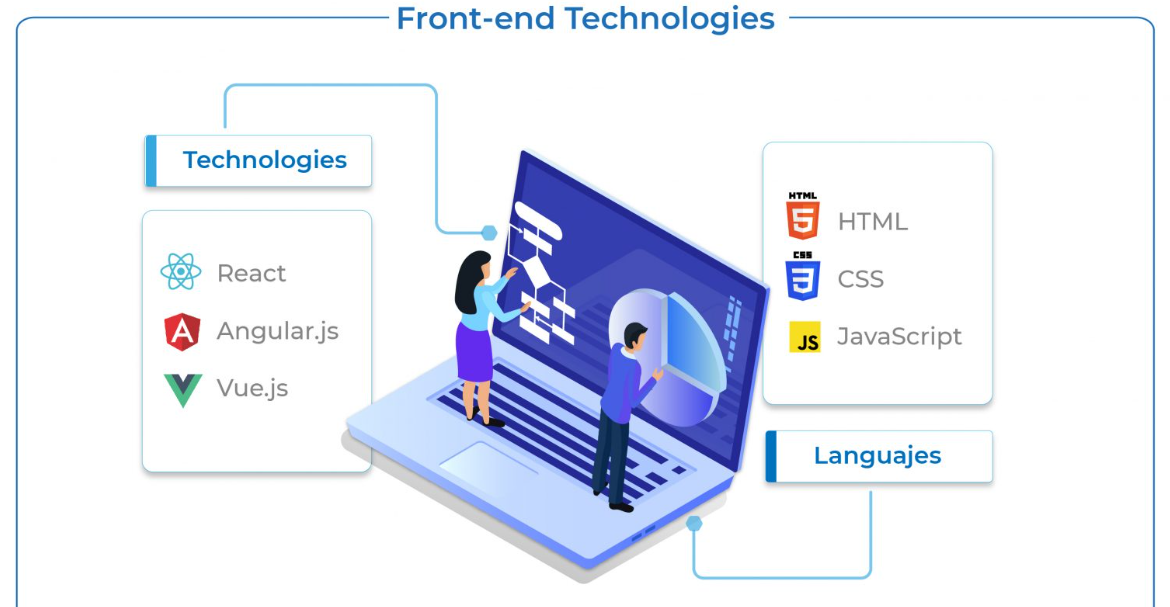 Front-end Technologies
Technologies
React
Angular.js
Vue.js
HTML
HTML
CSS
CSS
JS
JavaScript
Languajes